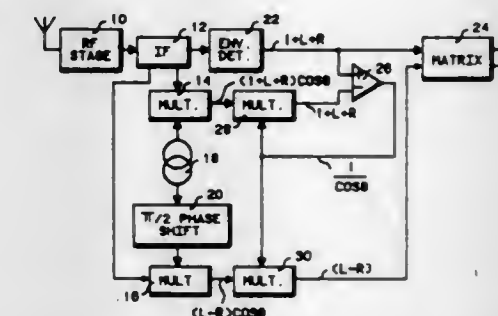 10
RF
STAGE
12
IF
22
ENV.
DET.
1+L+R
24
MATRIX
26
14
MULT.
(1+L+R)COSθ
28
MULT.
1+L+R
18
1
COSθ
20
π/2 PHASE
SHIFT
16
MULT
(L-R)COSθ
30
MULT.
(L-R)